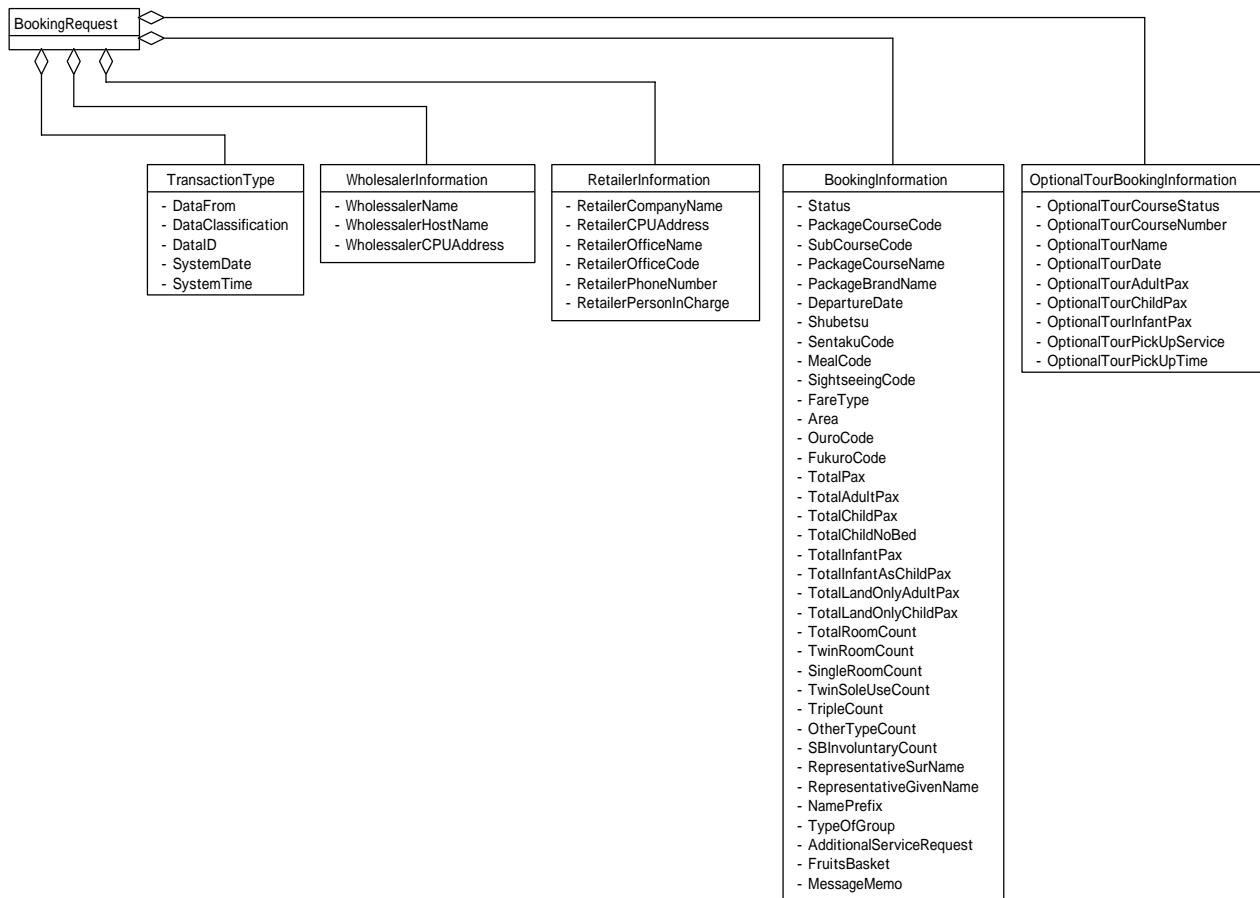 BookingRequest
TransactionType
- DataFrom
- DataClassification
- DataID
- SystemDate
- SystemTime
WholesalerInformation
- WholessalerName
- WholessalerHostName
- WholessalerCPUAddress
RetailerInformation
- RetailerCompanyName
- RetailerCPUAddress
- RetailerOfficeName
- RetailerOfficeCode
- RetailerPhoneNumber
- RetailerPersonInCharge
BookingInformation
- Status
- PackageCourseCode
- SubCourseCode
- PackageCourseName
- PackageBrandName
- DepartureDate
- Shubetsu
- SentakuCode
- MealCode
- SightseeingCode
- FareType
- Area
- OuroCode
- FukuroCode
- TotalPax
- TotalAdultPax
- TotalChildPax
- TotalChildNoBed
- TotalInfantPax
- TotalInfantAsChildPax
- TotalLandOnlyAdultPax
- TotalLandOnlyChildPax
- TotalRoomCount
- TwinRoomCount
- SingleRoomCount
- TwinSoleUseCount
- TripleCount
- OtherTypeCount
- SBInvoluntaryCount
- RepresentativeSurName
- RepresentativeGivenName
- NamePrefix
- TypeOfGroup
- AdditionalServiceRequest
- FruitsBasket
- MessageMemo
OptionalTourBookingInformation
- OptionalTourCourseStatus
- OptionalTourCourseNumber
- OptionalTourName
- OptionalTourDate
- OptionalTourAdultPax
- OptionalTourChildPax
- OptionalTourInfantPax
- OptionalTourPickUpService
- OptionalTourPickUpTime